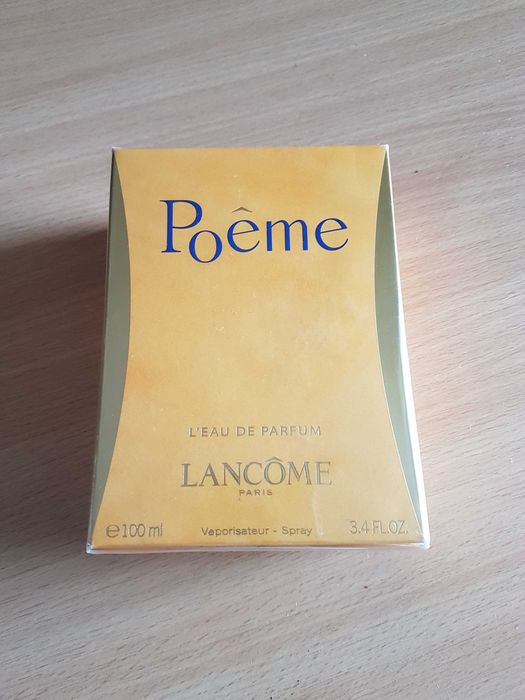 Poême
L'EAU DE PARFUM
LANCÔME
PARIS
e 100 ml Vaporisateur - Spray 3.4 FL.OZ.